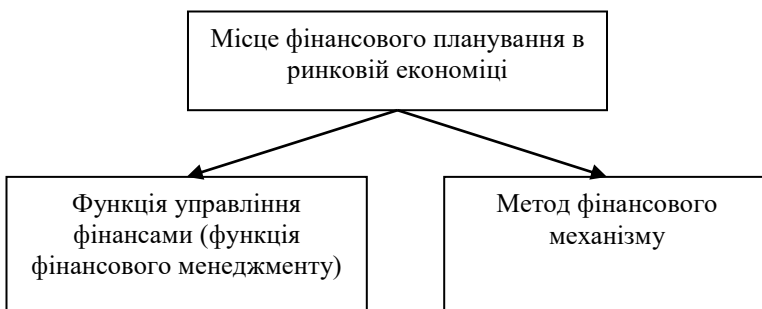 Місце фінансового планування в
ринковій економіці
Функція управління
фінансами (функція
фінансового менеджменту)
Метод фінансового
механізму